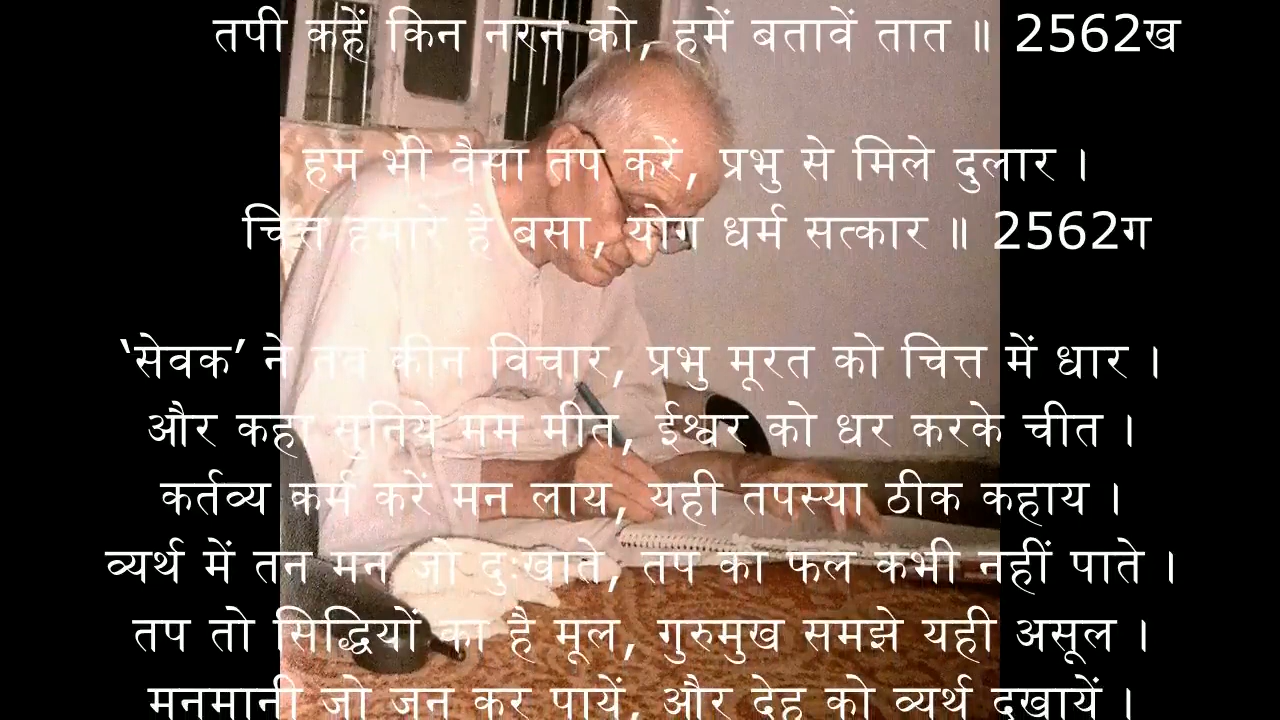 तपी कहें किन नरन को, हमें बतावें तात ॥ 2562ख
हम भी वैसा तप करें, प्रभु से मिले दुलार ।
चित्त हमारे है बसा, योग धर्म सत्कार ॥ 2562ग
‘सेवक’ ने तब कीन विचार, प्रभु मूरत को चित्त में धार ।
और कहा सुनिये मम मीत, ईश्वर को धर करके चीत ।
कर्तव्य कर्म करें मन लाय, यही तपस्या ठीक कहाय ।
व्यर्थ में तन मन जो दुःखाते, तप का फल कभी नहीं पाते ।
तप तो सिद्धियों का है मूल, गुरुमुख समझे यही असूल ।
मनमानी जो जन कर पायें, और देह को व्यर्थ दुखायें ।